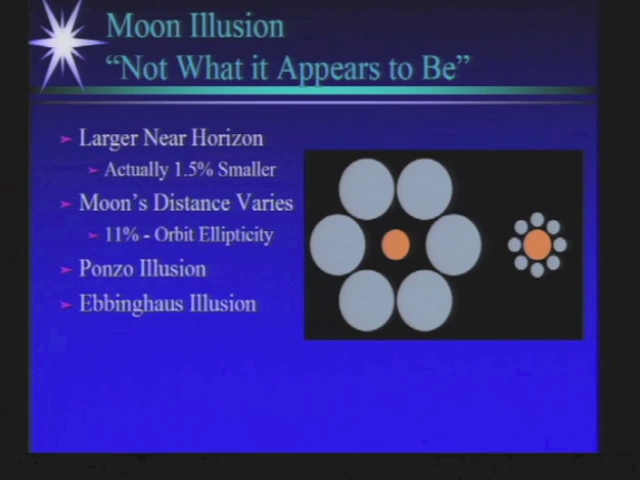 Moon Illusion
“Not What it Appears to Be”
Larger Near Horizon
Actually 1.5% Smaller
Moon’s Distance Varies
11% - Orbit Ellipticity
Ponzo Illusion
Ebbinghaus Illusion